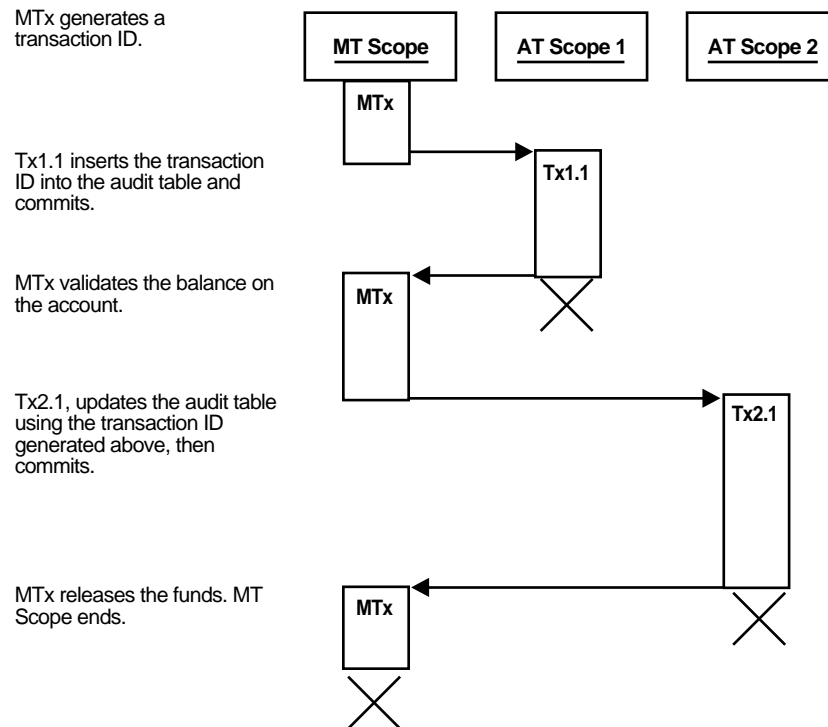 MTx generates a
transaction ID.
MT Scope
AT Scope 1
AT Scope 2
MTx
Tx1.1 inserts the transaction
ID into the audit table and
commits.
Tx1.1
MTx validates the balance on
the account.
MTx
Tx2.1, updates the audit table
using the transaction ID
generated above, then
commits.
Tx2.1
MTx releases the funds. MT
Scope ends.
MTx